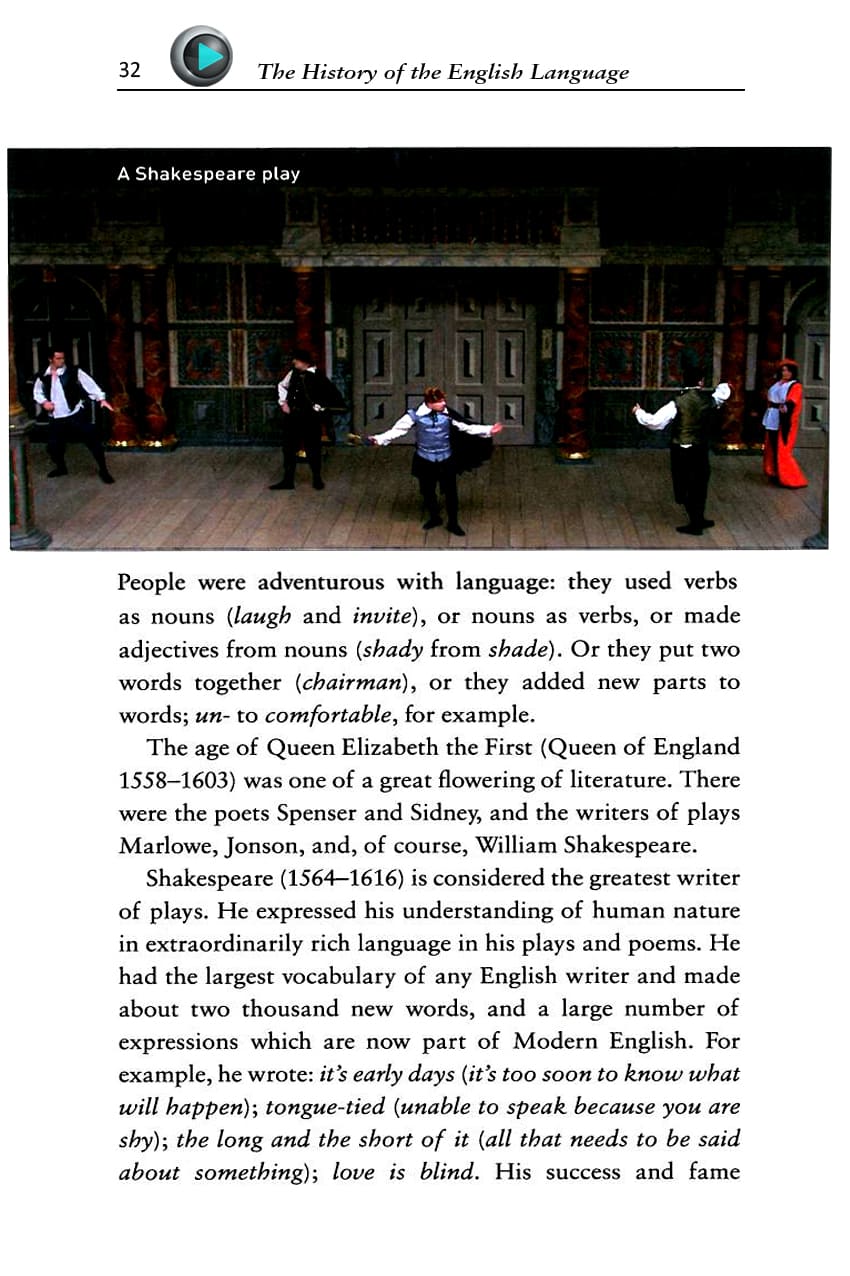 32
The History of the English Language
A Shakespeare play
People were adventurous with language: they used verbs
as nouns (laugh and invite), or nouns as verbs, or made
adjectives from nouns (shady from shade). Or they put two
words together (chairman), or they added new parts to
words; un- to comfortable, for example.
The age of Queen Elizabeth the First (Queen of England
1558–1603) was one of a great flowering of literature. There
were the poets Spenser and Sidney, and the writers of plays
Marlowe, Jonson, and, of course, William Shakespeare.
Shakespeare (1564–1616) is considered the greatest writer
of plays. He expressed his understanding of human nature
in extraordinarily rich language in his plays and poems. He
had the largest vocabulary of any English writer and made
about two thousand new words, and a large number of
expressions which are now part of Modern English. For
example, he wrote: it's early days (it's too soon to know what
will happen); tongue-tied (unable to speak because you are
shy); the long and the short of it (all that needs to be said
about something); love is blind. His success and fame